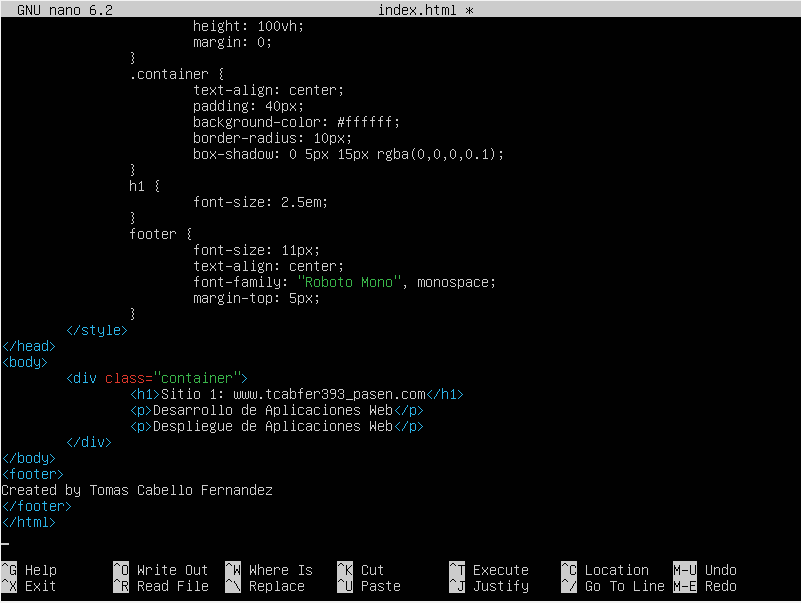 GNU nano 6.2 index.html *
height: 100vh;
margin: 0;
}
.container {
text-align: center;
padding: 40px;
background-color: #ffffff;
border-radius: 10px;
box-shadow: 0 5px 15px rgba(0,0,0,0.1);
}
h1 {
font-size: 2.5em;
}
footer {
font-size: 11px;
text-align: center;
font-family: "Roboto Mono", monospace;
margin-top: 5px;
}
</style>
</head>
<body>
<div class="container">
<h1>Sitio 1: www.tcabfer393_pasen.com</h1>
<p>Desarrollo de Aplicaciones Web</p>
<p>Despliegue de Aplicaciones Web</p>
</div>
</body>
<footer>
Created by Tomas Cabello Fernandez
</footer>
</html>
^G Help ^O Write Out ^W Where Is ^K Cut ^T Execute ^C Location M-U Undo
^X Exit ^R Read File ^\ Replace ^U Paste ^J Justify ^/ Go To Line M-E Redo